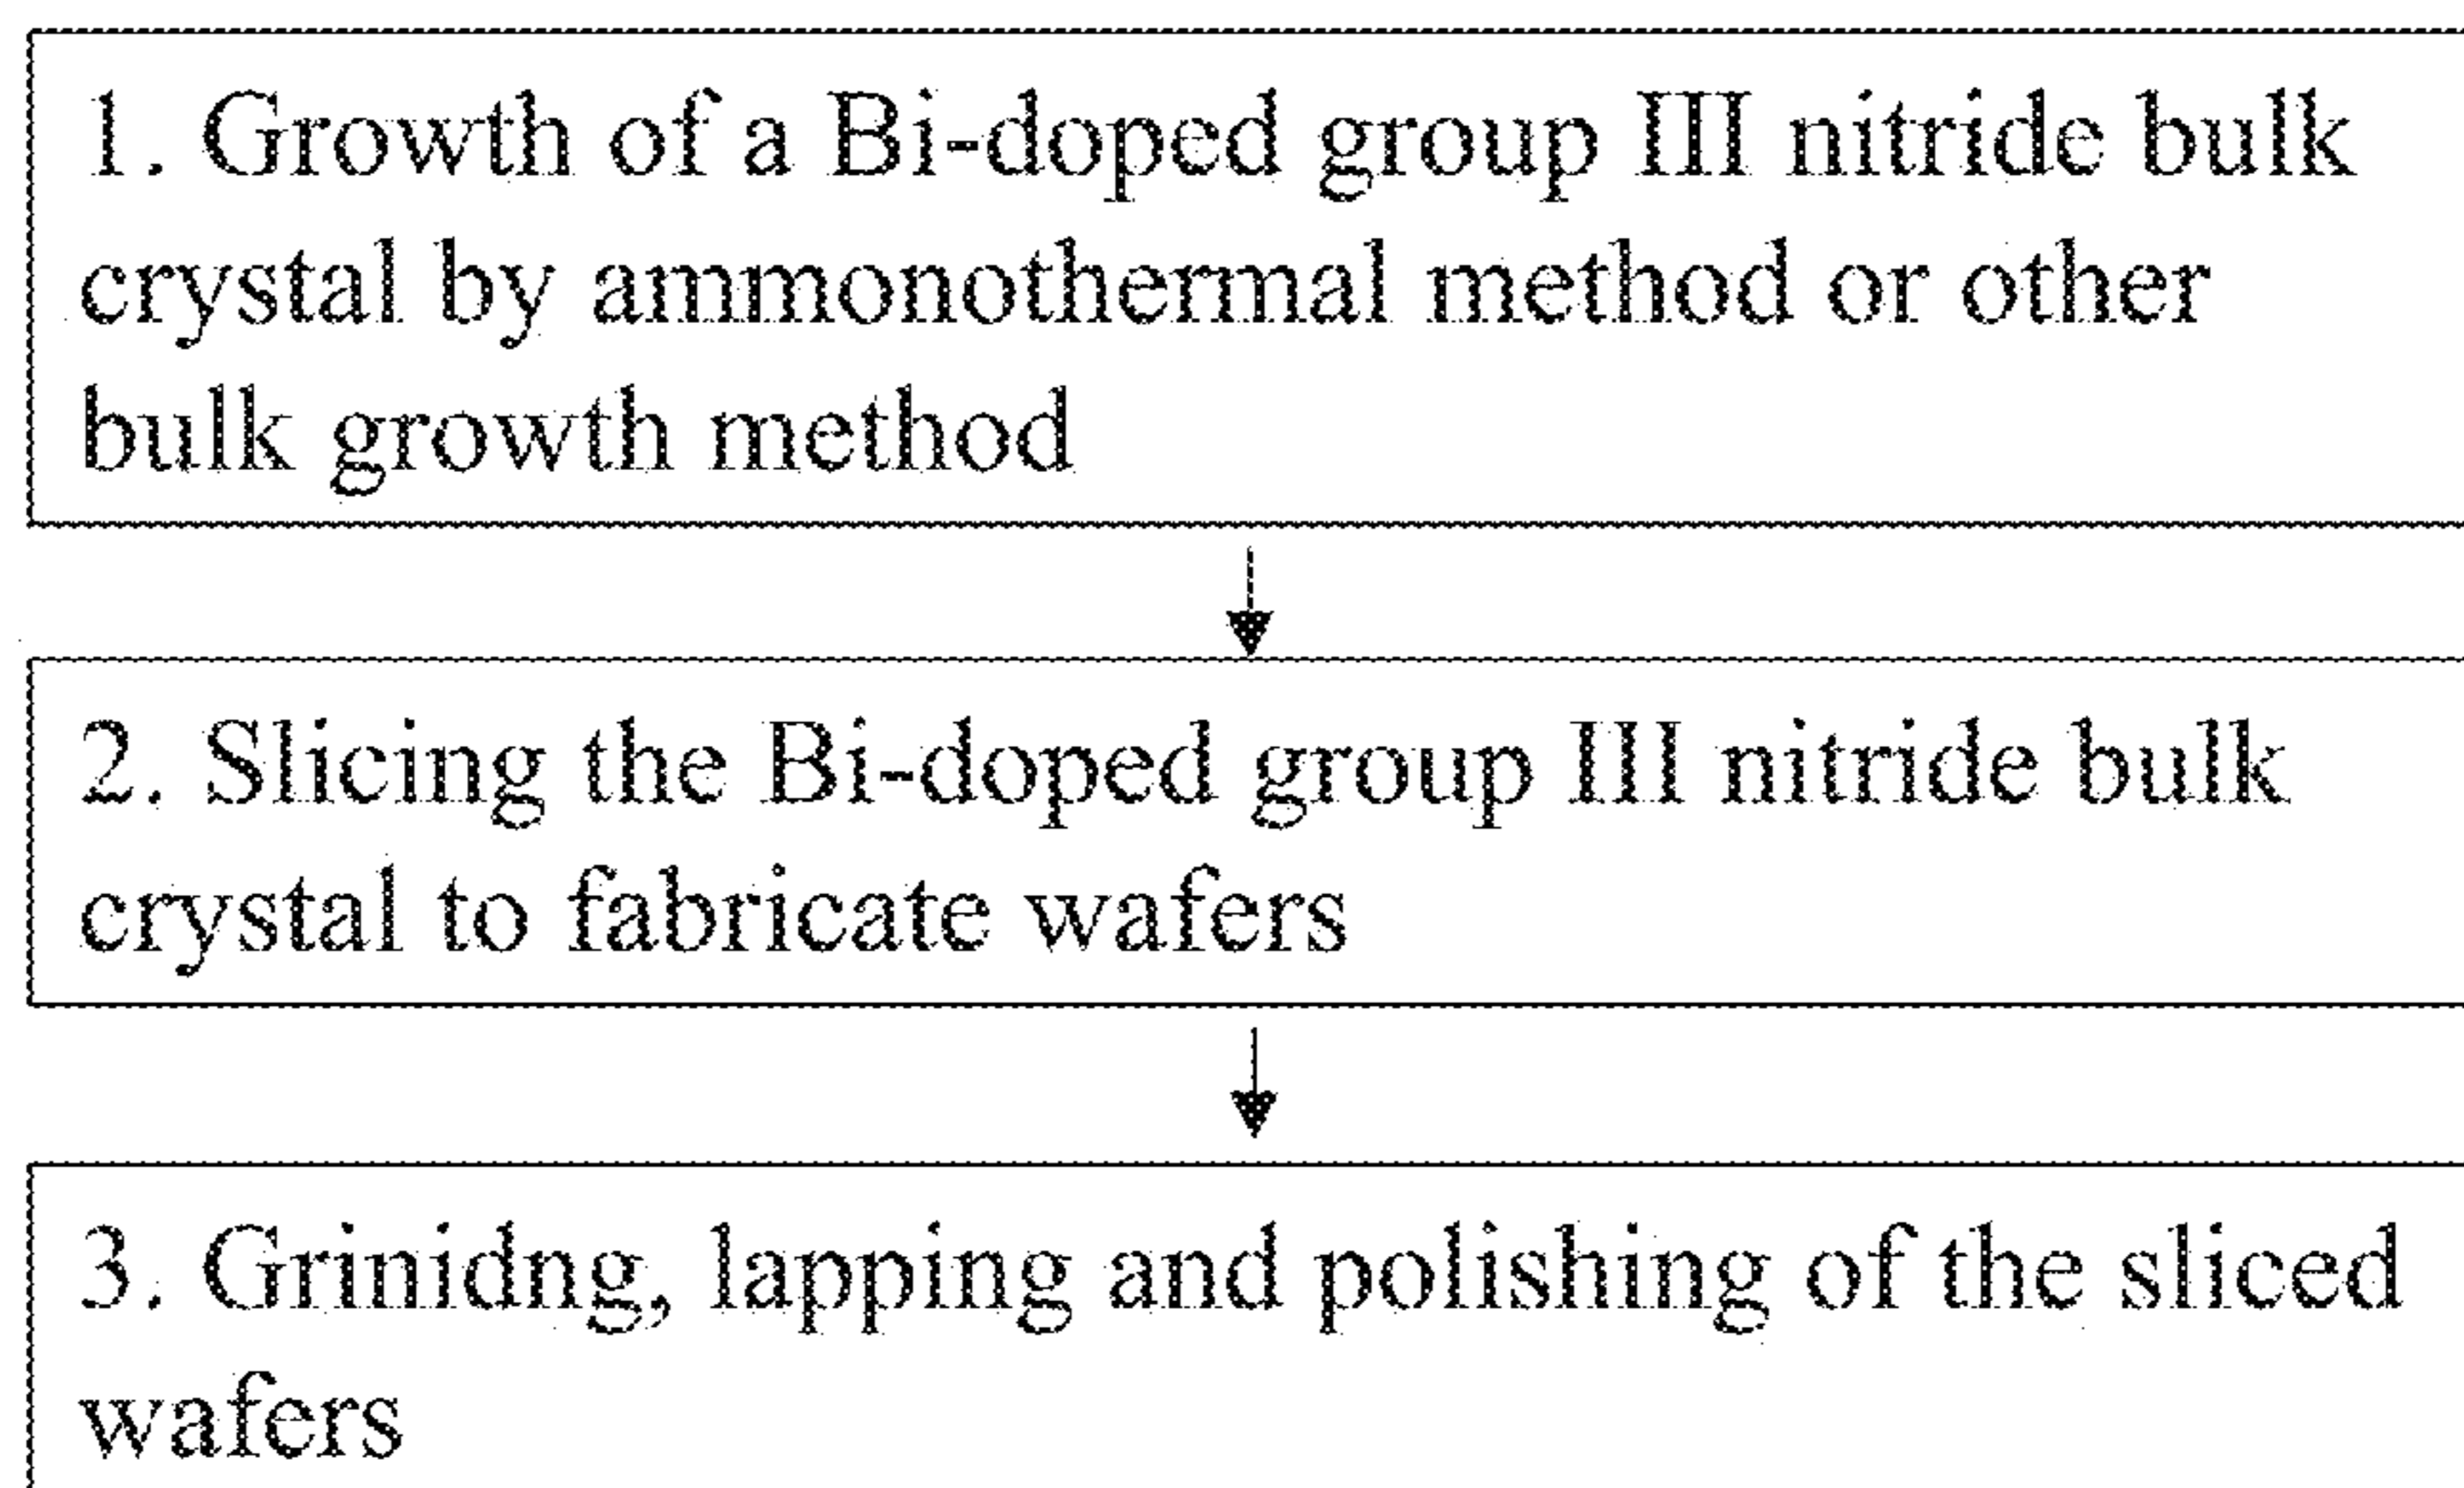 1. Growth of a Bi-doped group III nitride bulk
crystal by ammonothermal method or other
bulk growth method
2. Slicing the Bi-doped group III nitride bulk
crystal to fabricate wafers
3. Grinidng, lapping and polishing of the sliced
wafers